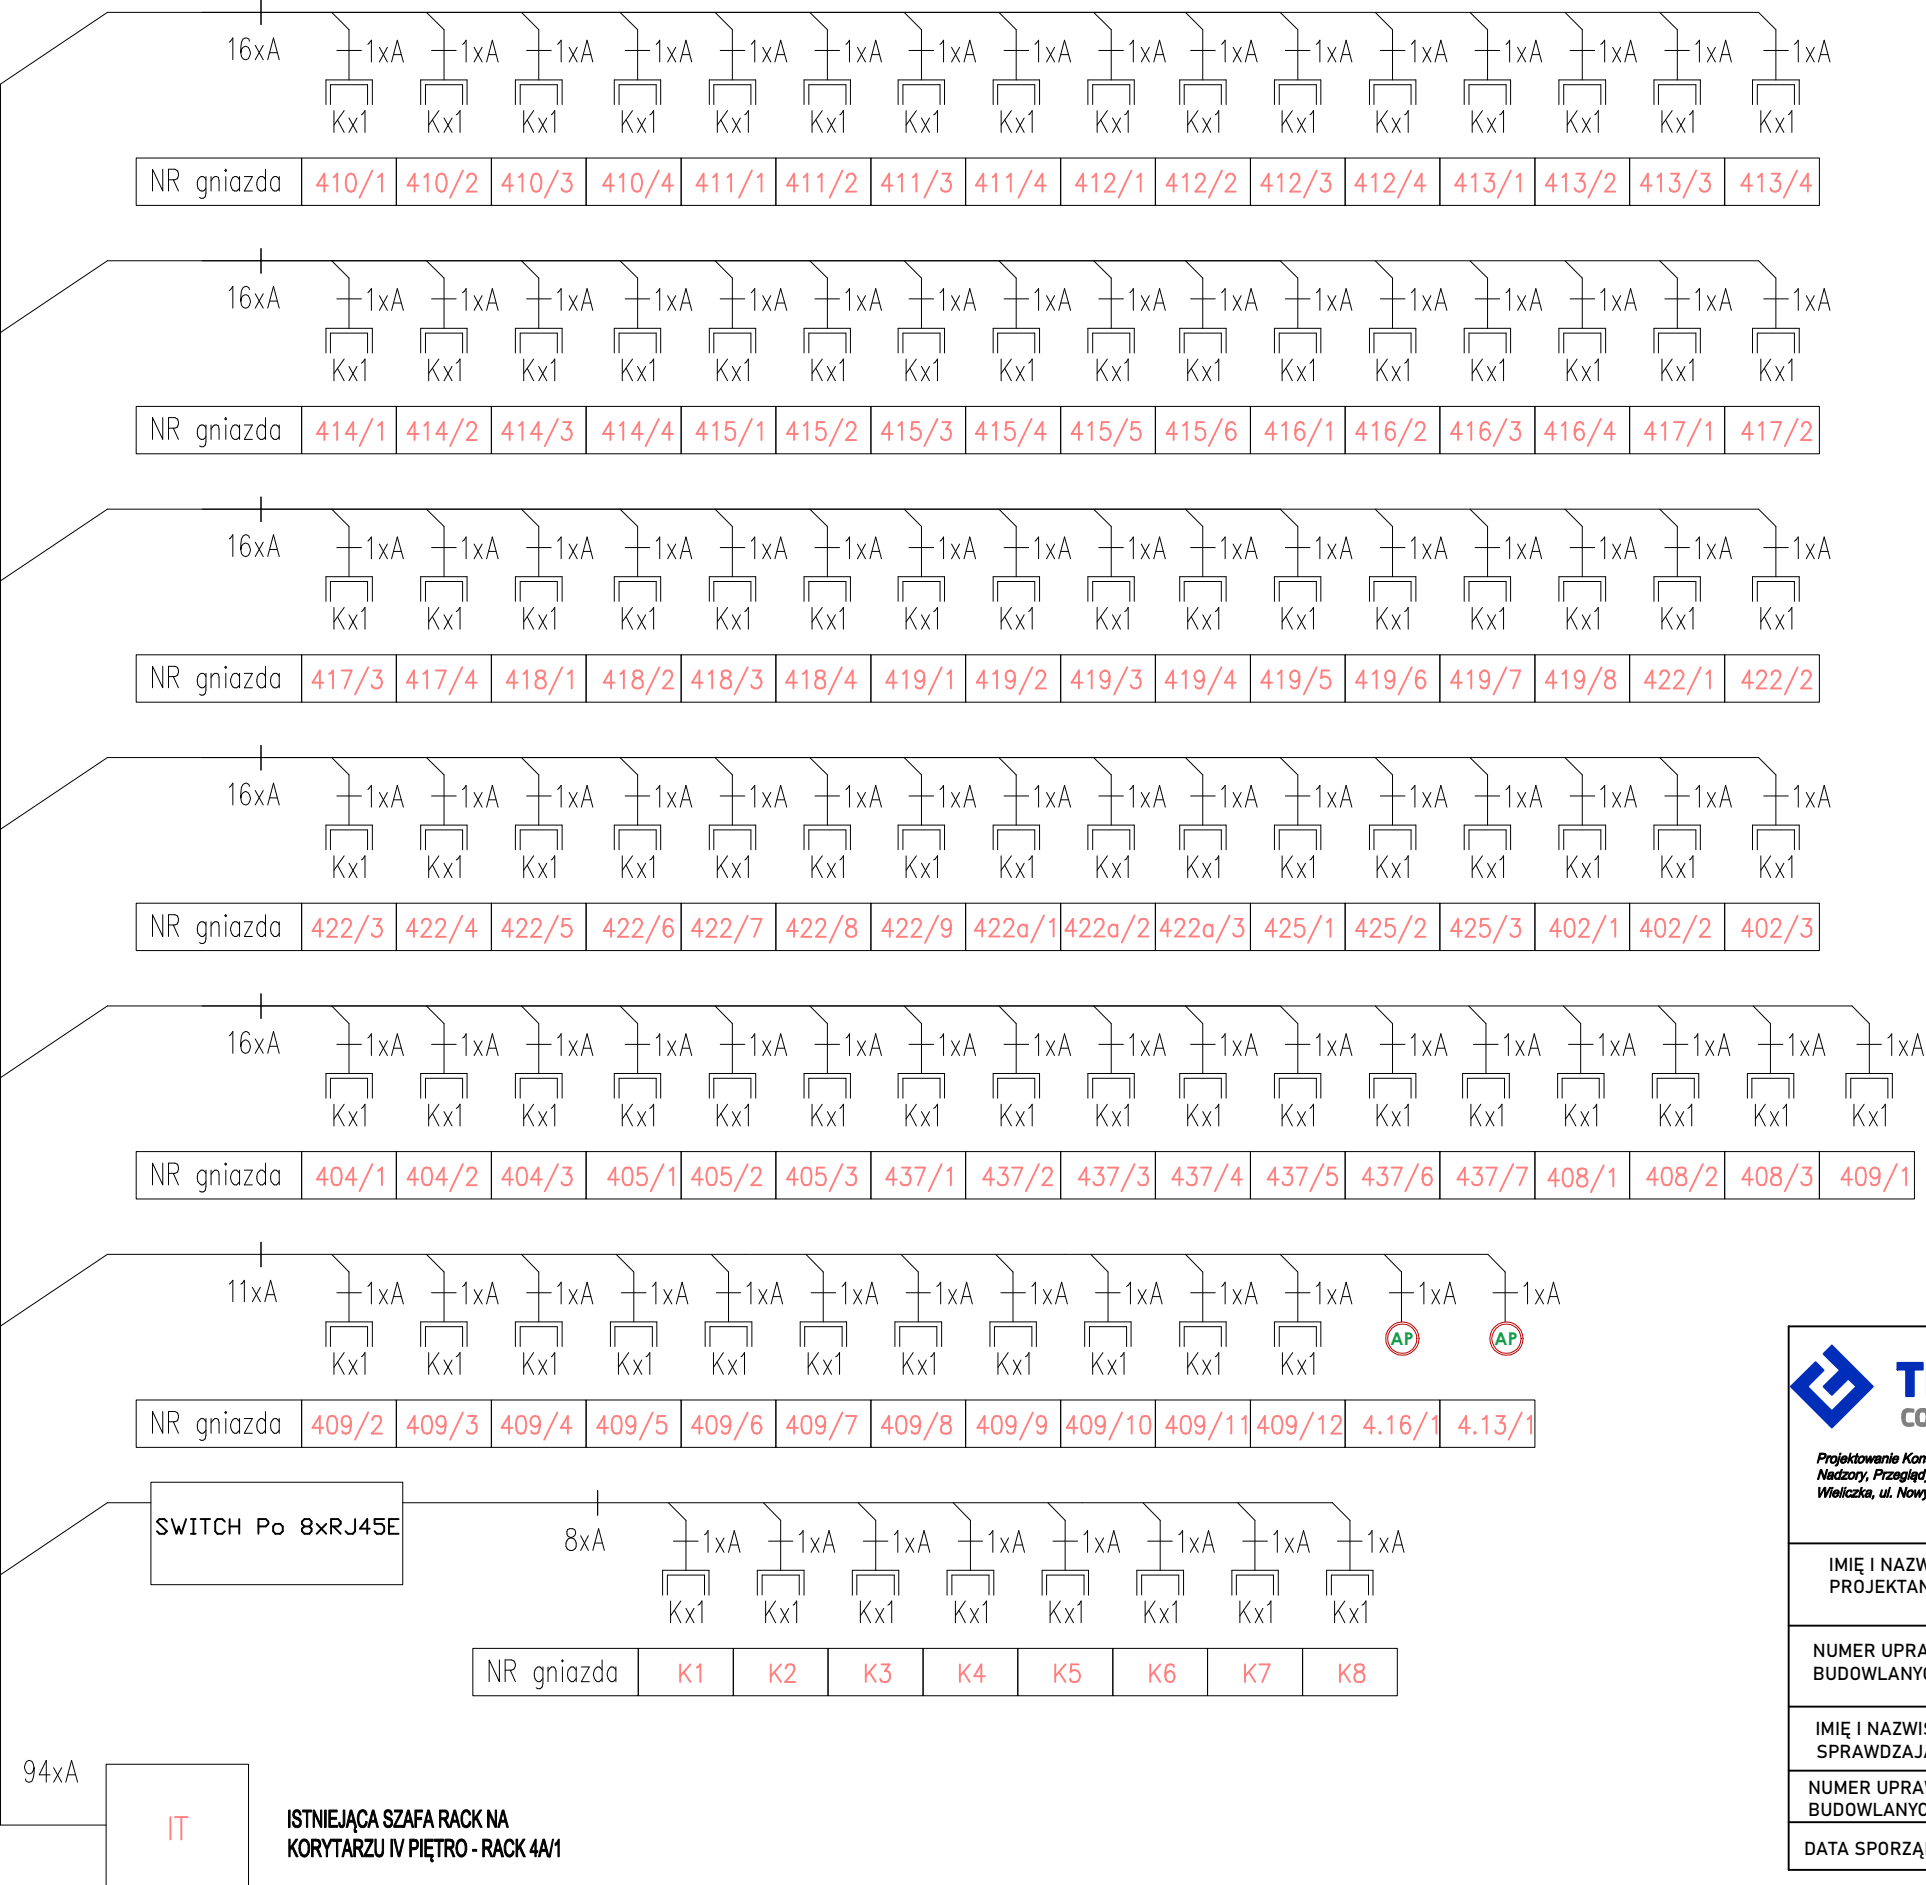 16xA 1xA 1xA 1xA 1xA 1xA 1xA 1xA 1xA 1xA 1xA 1xA 1xA 1xA 1xA 1xA 1xA
Kx1 Kx1 Kx1 Kx1 Kx1 Kx1 Kx1 Kx1 Kx1 Kx1 Kx1 Kx1 Kx1 Kx1 Kx1 Kx1
NR gniazda 410/1 410/2 410/3 410/4 411/1 411/2 411/3 411/4 412/1 412/2 412/3 412/4 413/1 413/2 413/3 413/4
16xA 1xA 1xA 1xA 1xA 1xA 1xA 1xA 1xA 1xA 1xA 1xA 1xA 1xA 1xA 1xA 1xA
Kx1 Kx1 Kx1 Kx1 Kx1 Kx1 Kx1 Kx1 Kx1 Kx1 Kx1 Kx1 Kx1 Kx1 Kx1 Kx1
NR gniazda 414/1 414/2 414/3 414/4 415/1 415/2 415/3 415/4 415/5 415/6 416/1 416/2 416/3 416/4 417/1 417/2
16xA 1xA 1xA 1xA 1xA 1xA 1xA 1xA 1xA 1xA 1xA 1xA 1xA 1xA 1xA 1xA 1xA
Kx1 Kx1 Kx1 Kx1 Kx1 Kx1 Kx1 Kx1 Kx1 Kx1 Kx1 Kx1 Kx1 Kx1 Kx1 Kx1
NR gniazda 417/3 417/4 418/1 418/2 418/3 418/4 419/1 419/2 419/3 419/4 419/5 419/6 419/7 419/8 422/1 422/2
16xA 1xA 1xA 1xA 1xA 1xA 1xA 1xA 1xA 1xA 1xA 1xA 1xA 1xA 1xA 1xA 1xA
Kx1 Kx1 Kx1 Kx1 Kx1 Kx1 Kx1 Kx1 Kx1 Kx1 Kx1 Kx1 Kx1 Kx1 Kx1 Kx1
NR gniazda 422/3 422/4 422/5 422/6 422/7 422/8 422/9 422a/1 422a/2 422a/3 425/1 425/2 425/3 402/1 402/2 402/3
16xA 1xA 1xA 1xA 1xA 1xA 1xA 1xA 1xA 1xA 1xA 1xA 1xA 1xA 1xA 1xA 1xA 1xA
Kx1 Kx1 Kx1 Kx1 Kx1 Kx1 Kx1 Kx1 Kx1 Kx1 Kx1 Kx1 Kx1 Kx1 Kx1 Kx1 Kx1
NR gniazda 404/1 404/2 404/3 405/1 405/2 405/3 437/1 437/2 437/3 437/4 437/5 437/6 437/7 408/1 408/2 408/3 409/1
11xA 1xA 1xA 1xA 1xA 1xA 1xA 1xA 1xA 1xA 1xA 1xA 1xA 1xA
Kx1 Kx1 Kx1 Kx1 Kx1 Kx1 Kx1 Kx1 Kx1 Kx1 Kx1 AP AP
NR gniazda 409/2 409/3 409/4 409/5 409/6 409/7 409/8 409/9 409/10 409/11 409/12 4.16/1 4.13/1
SWITCH Po 8xRJ45E
8xA 1xA 1xA 1xA 1xA 1xA 1xA 1xA 1xA
Kx1 Kx1 Kx1 Kx1 Kx1 Kx1 Kx1 Kx1
NR gniazda K1 K2 K3 K4 K5 K6 K7 K8
94xA
IT
ISTNIEJĄCA SZAFA RACK NA
KORYTARZU IV PIĘTRO - RACK 4A/1
Projektowanie
Nadzory,
Wieliczka, ul.
IMIĘ I
NUMER
IMIĘ I
NUMER
DATA